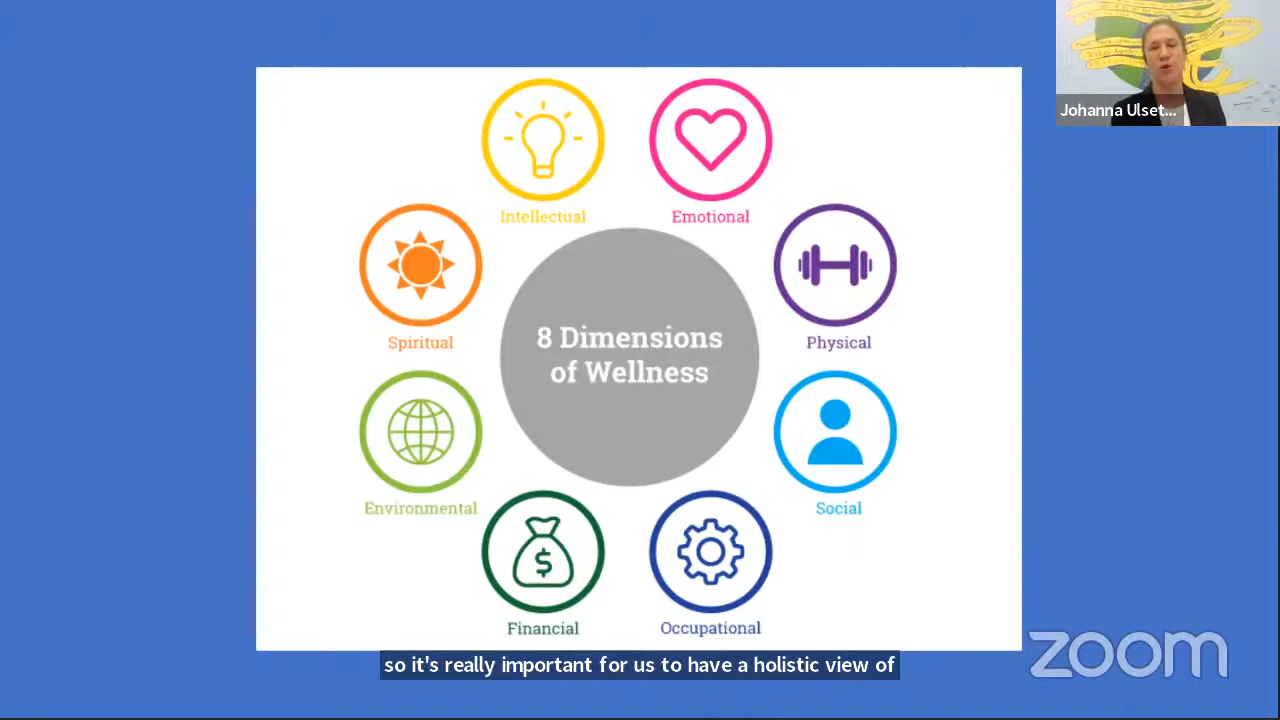 Johanna Ulset...
Intellectual
Emotional
Spiritual
Physical
8 Dimensions
of Wellness
Environmental
Social
Financial
Occupational
so it's really important for us to have a holistic view of
zoom